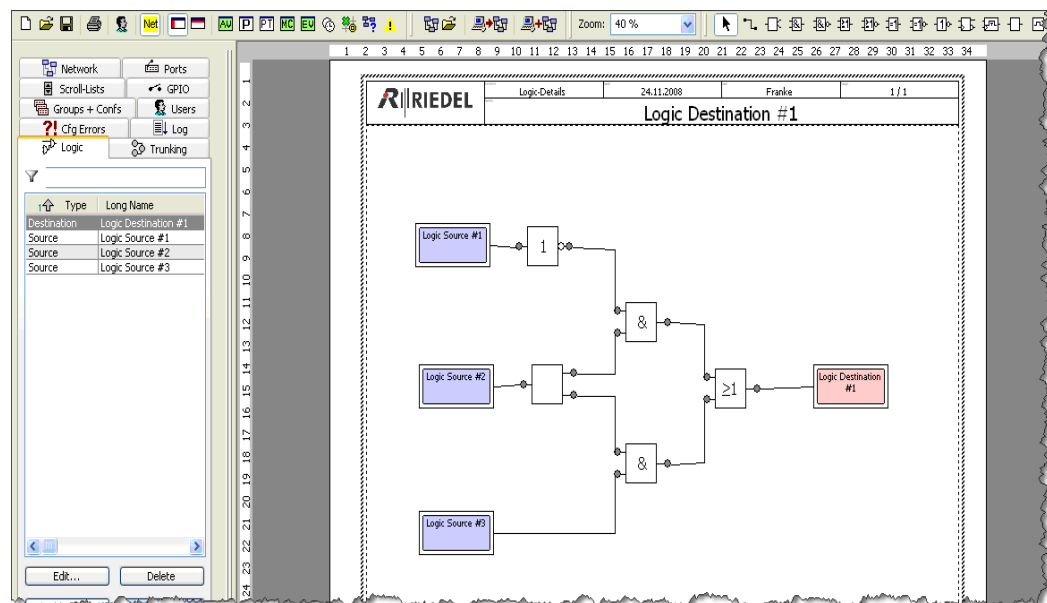 Net AU P PT MC EV Zoom: 40 %
1 2 3 4 5 6 7 8 9 10 11 12 13 14 15 16 17 18 19 20 21 22 23 24 25 26 27 28 29 30 31 32 33 34
Network Ports
Scroll-Lists GPIO
Groups + Confs Users
?! Cfg Errors Log
Logic Trunking
1 Type Long Name
Destination Logic Destination #1
Source Logic Source #1
Source Logic Source #2
Source Logic Source #3
Edit... Delete
1 2 3 4 5 6 7 8 9 10 11 12 13 14 15 16 17 18 19 20 21 22 23 24
RIEDEL
Logic-Details 24.11.2008 Franke 1 / 1
Logic Destination #1
Logic Source #1
1
&
Logic Source #2
≥1
Logic Destination
#1
&
Logic Source #3